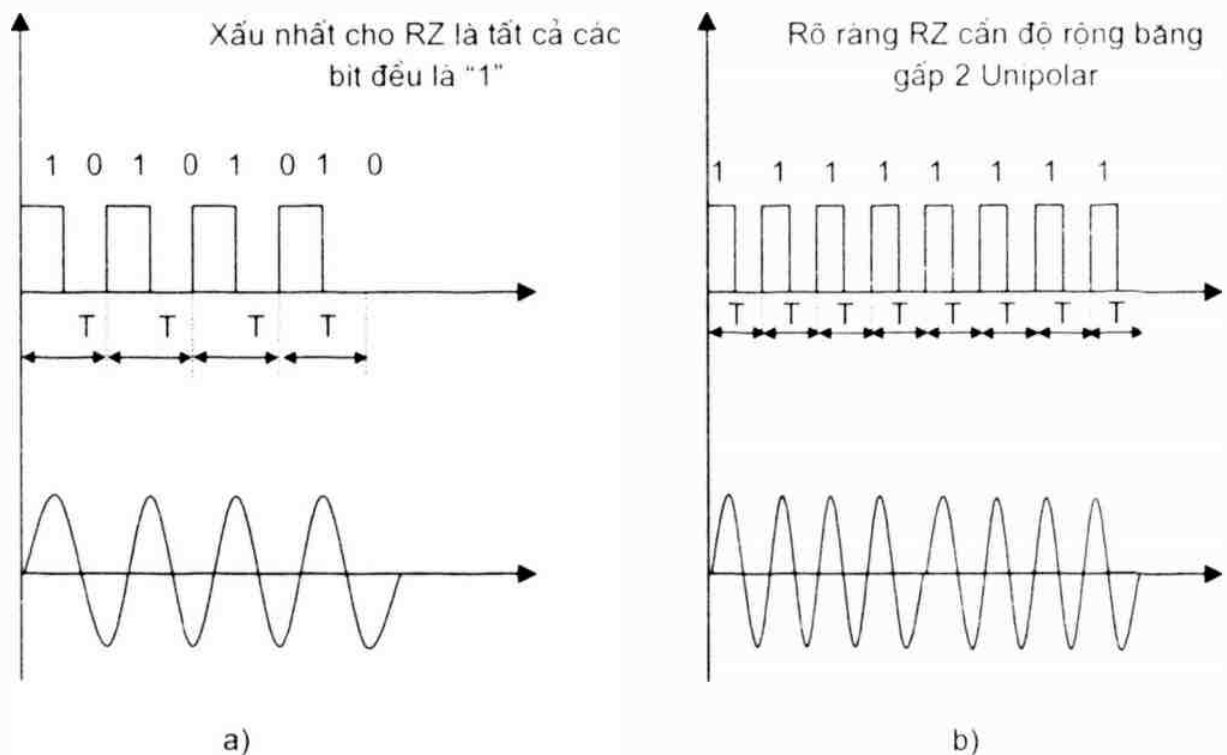 Xấu nhất cho RZ là tất cả các
bit đều là “1”
1 0 1 0 1 0 1 0
T T T T
a)
Rõ ràng RZ cần độ rộng băng
gấp 2 Unipolar
1 1 1 1 1 1 1 1
T T T T T T T T
b)